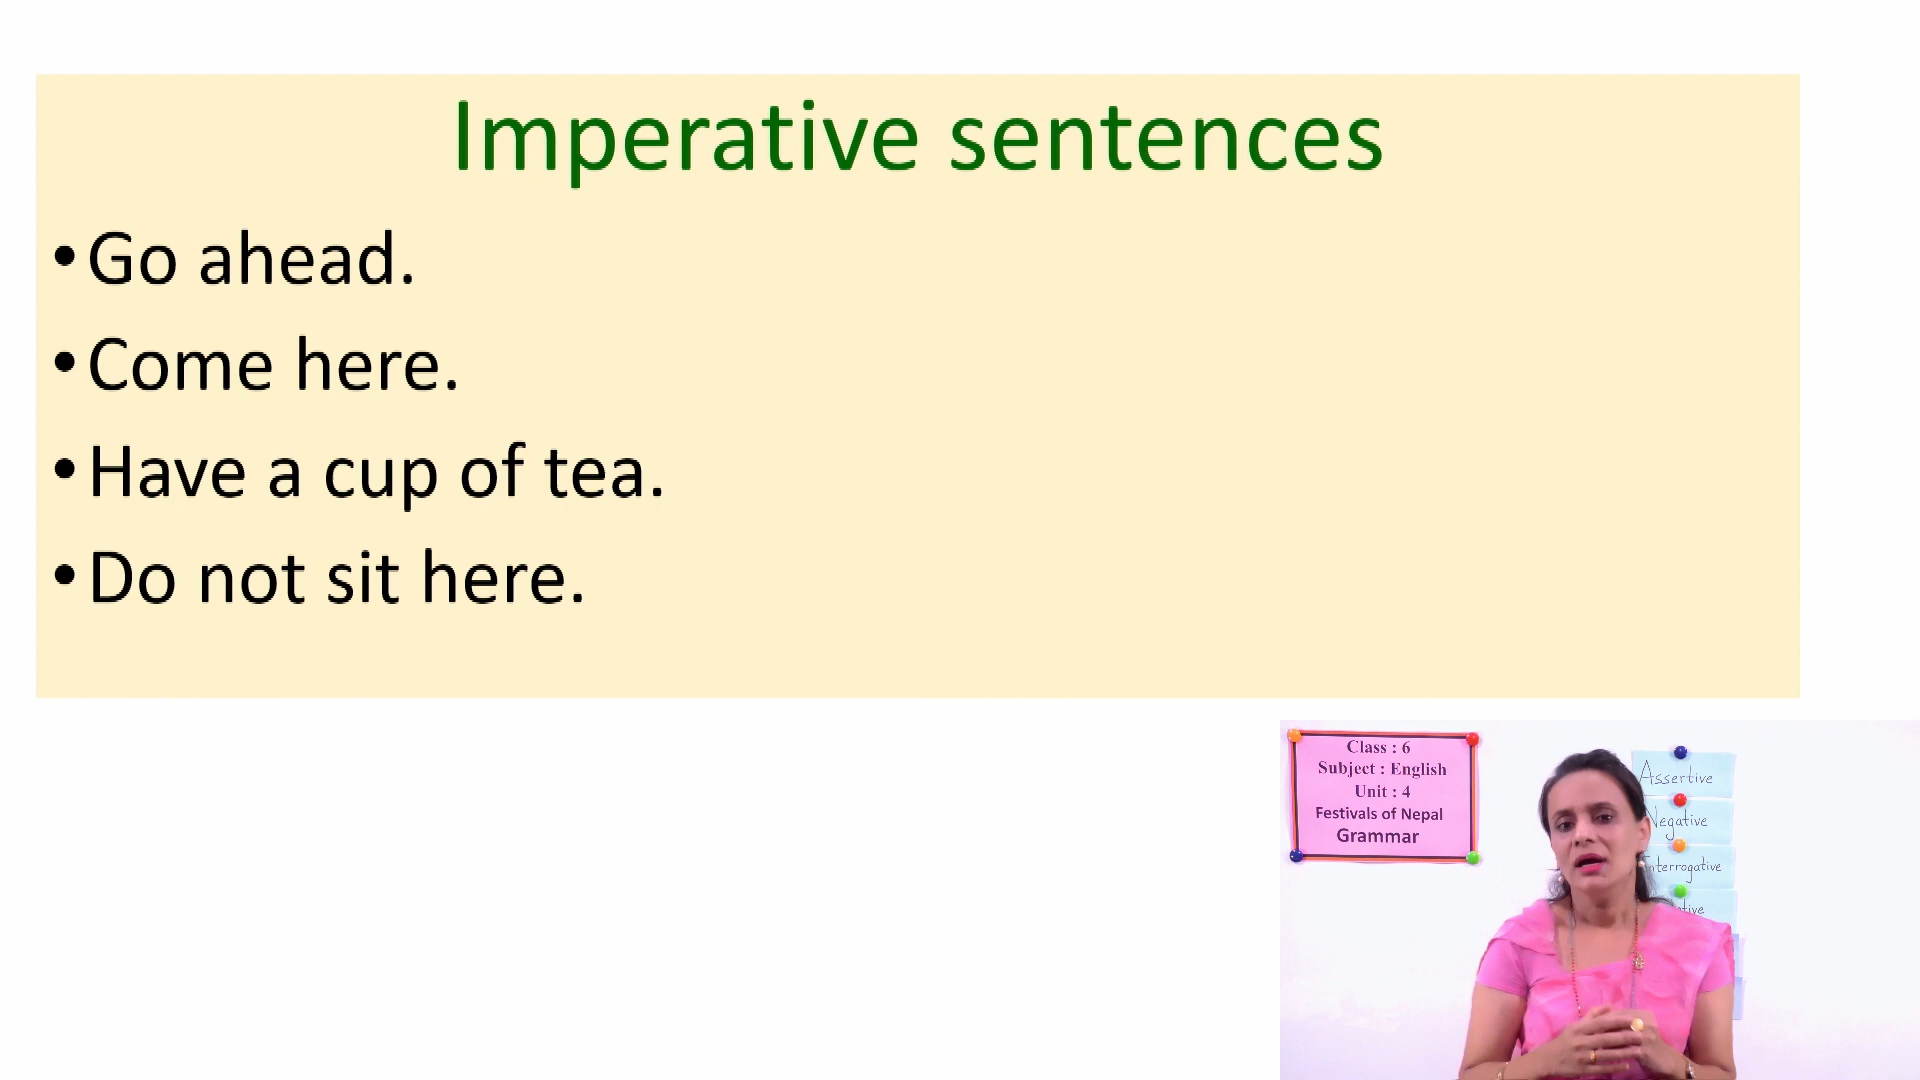 Imperative sentences
• Go ahead.
• Come here.
• Have a cup of tea.
• Do not sit here.
Class : 6
Subject : English
Unit : 4
Festivals of Nepal
Grammar
Assertive
Negative
Interrogative